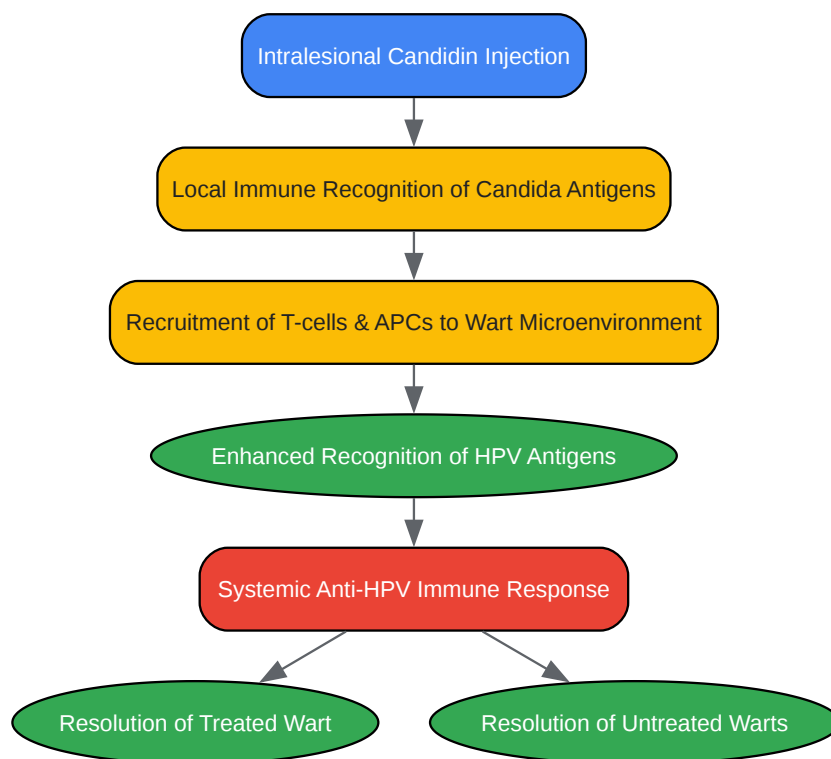 Intralesional Candidin Injection
Local Immune Recognition of Candida Antigens
Recruitment of T-cells & APCs to Wart Microenvironment
Enhanced Recognition of HPV Antigens
Systemic Anti-HPV Immune Response
Resolution of Treated Wart
Resolution of Untreated Warts